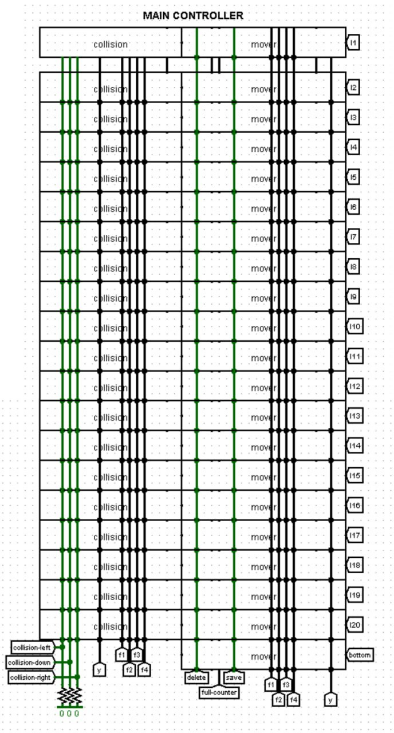 MAIN CONTROLLER
collision mover l1
collision mover l2
collision mover l3
collision mover l4
collision mover l5
collision mover l6
collision mover l7
collision mover l8
collision mover l9
collision mover l10
collision mover l11
collision mover l12
collision mover l13
collision mover l14
collision mover l15
collision mover l16
collision mover l17
collision mover l18
collision mover l19
collision mover l20
collision-left
mover bottom
collision-down
collision-right
y f1 f2 f3 f4 delete full-counter save f1 f2 f3 f4 y
0 0 0